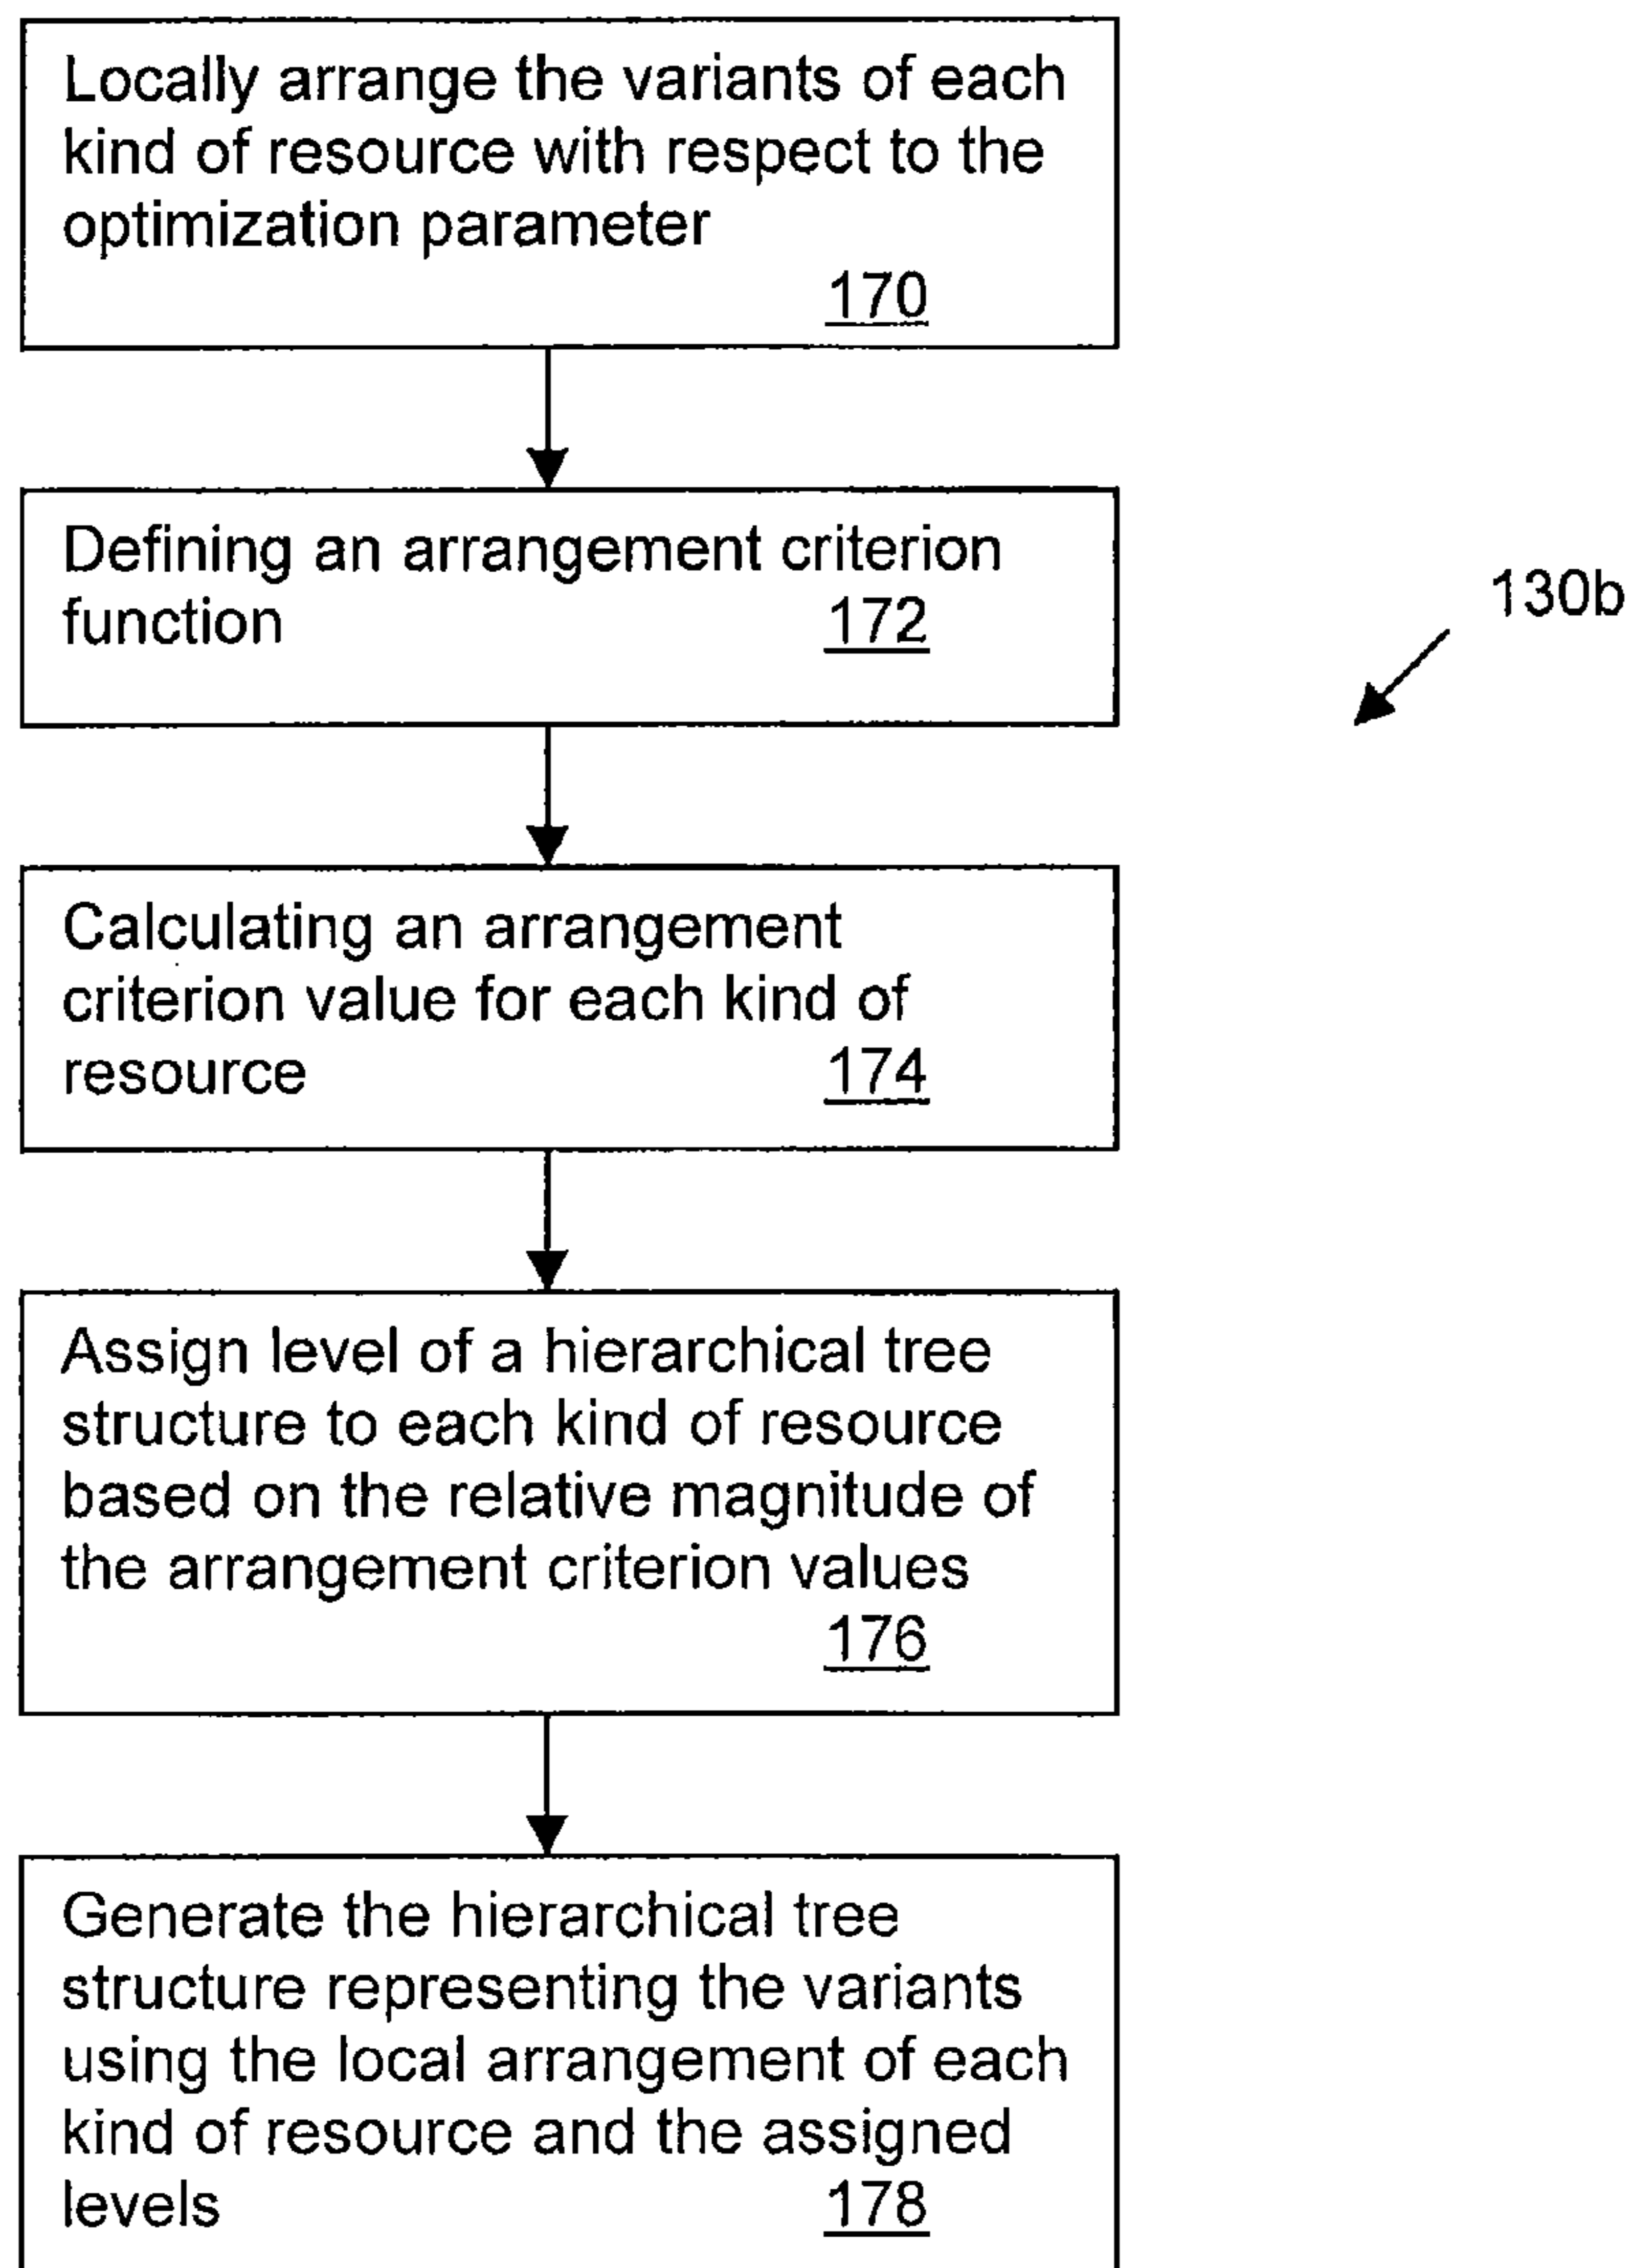 Locally arrange the variants of each
kind of resource with respect to the
optimization parameter
170
Defining an arrangement criterion
function 172
130b
Calculating an arrangement
criterion value for each kind of
resource 174
Assign level of a hierarchical tree
structure to each kind of resource
based on the relative magnitude of
the arrangement criterion values
176
Generate the hierarchical tree
structure representing the variants
using the local arrangement of each
kind of resource and the assigned
levels 178